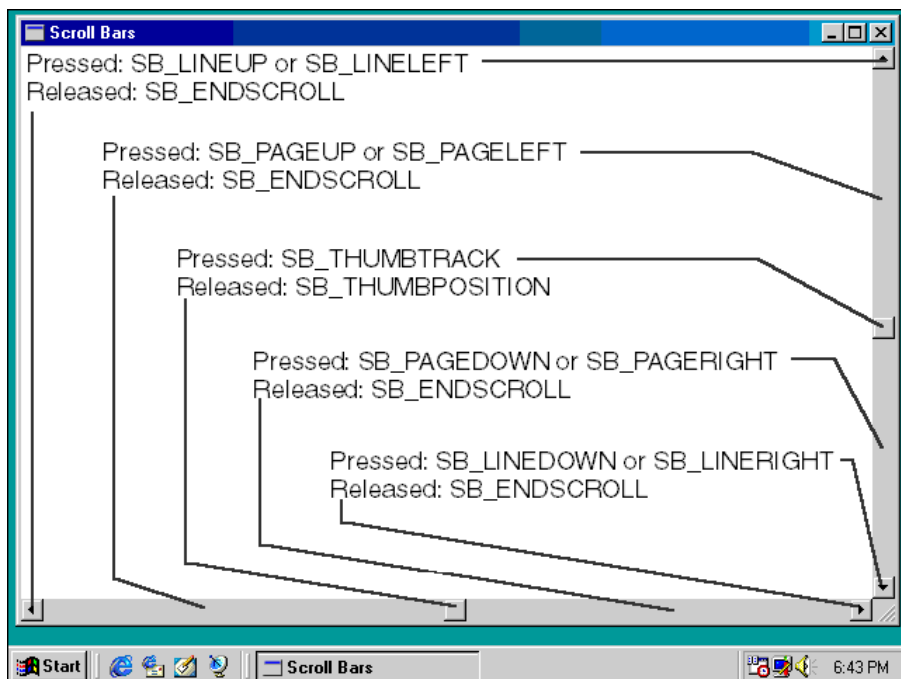 Scroll Bars
Pressed: SB_LINEUP or SB_LINELEFT
Released: SB_ENDSCROLL
Pressed: SB_PAGEUP or SB_PAGELEFT
Released: SB_ENDSCROLL
Pressed: SB_THUMBTRACK
Released: SB_THUMBPOSITION
Pressed: SB_PAGEDOWN or SB_PAGERIGHT
Released: SB_ENDSCROLL
Pressed: SB_LINEDOWN or SB_LINERIGHT
Released: SB_ENDSCROLL
Start Scroll Bars 6:43 PM